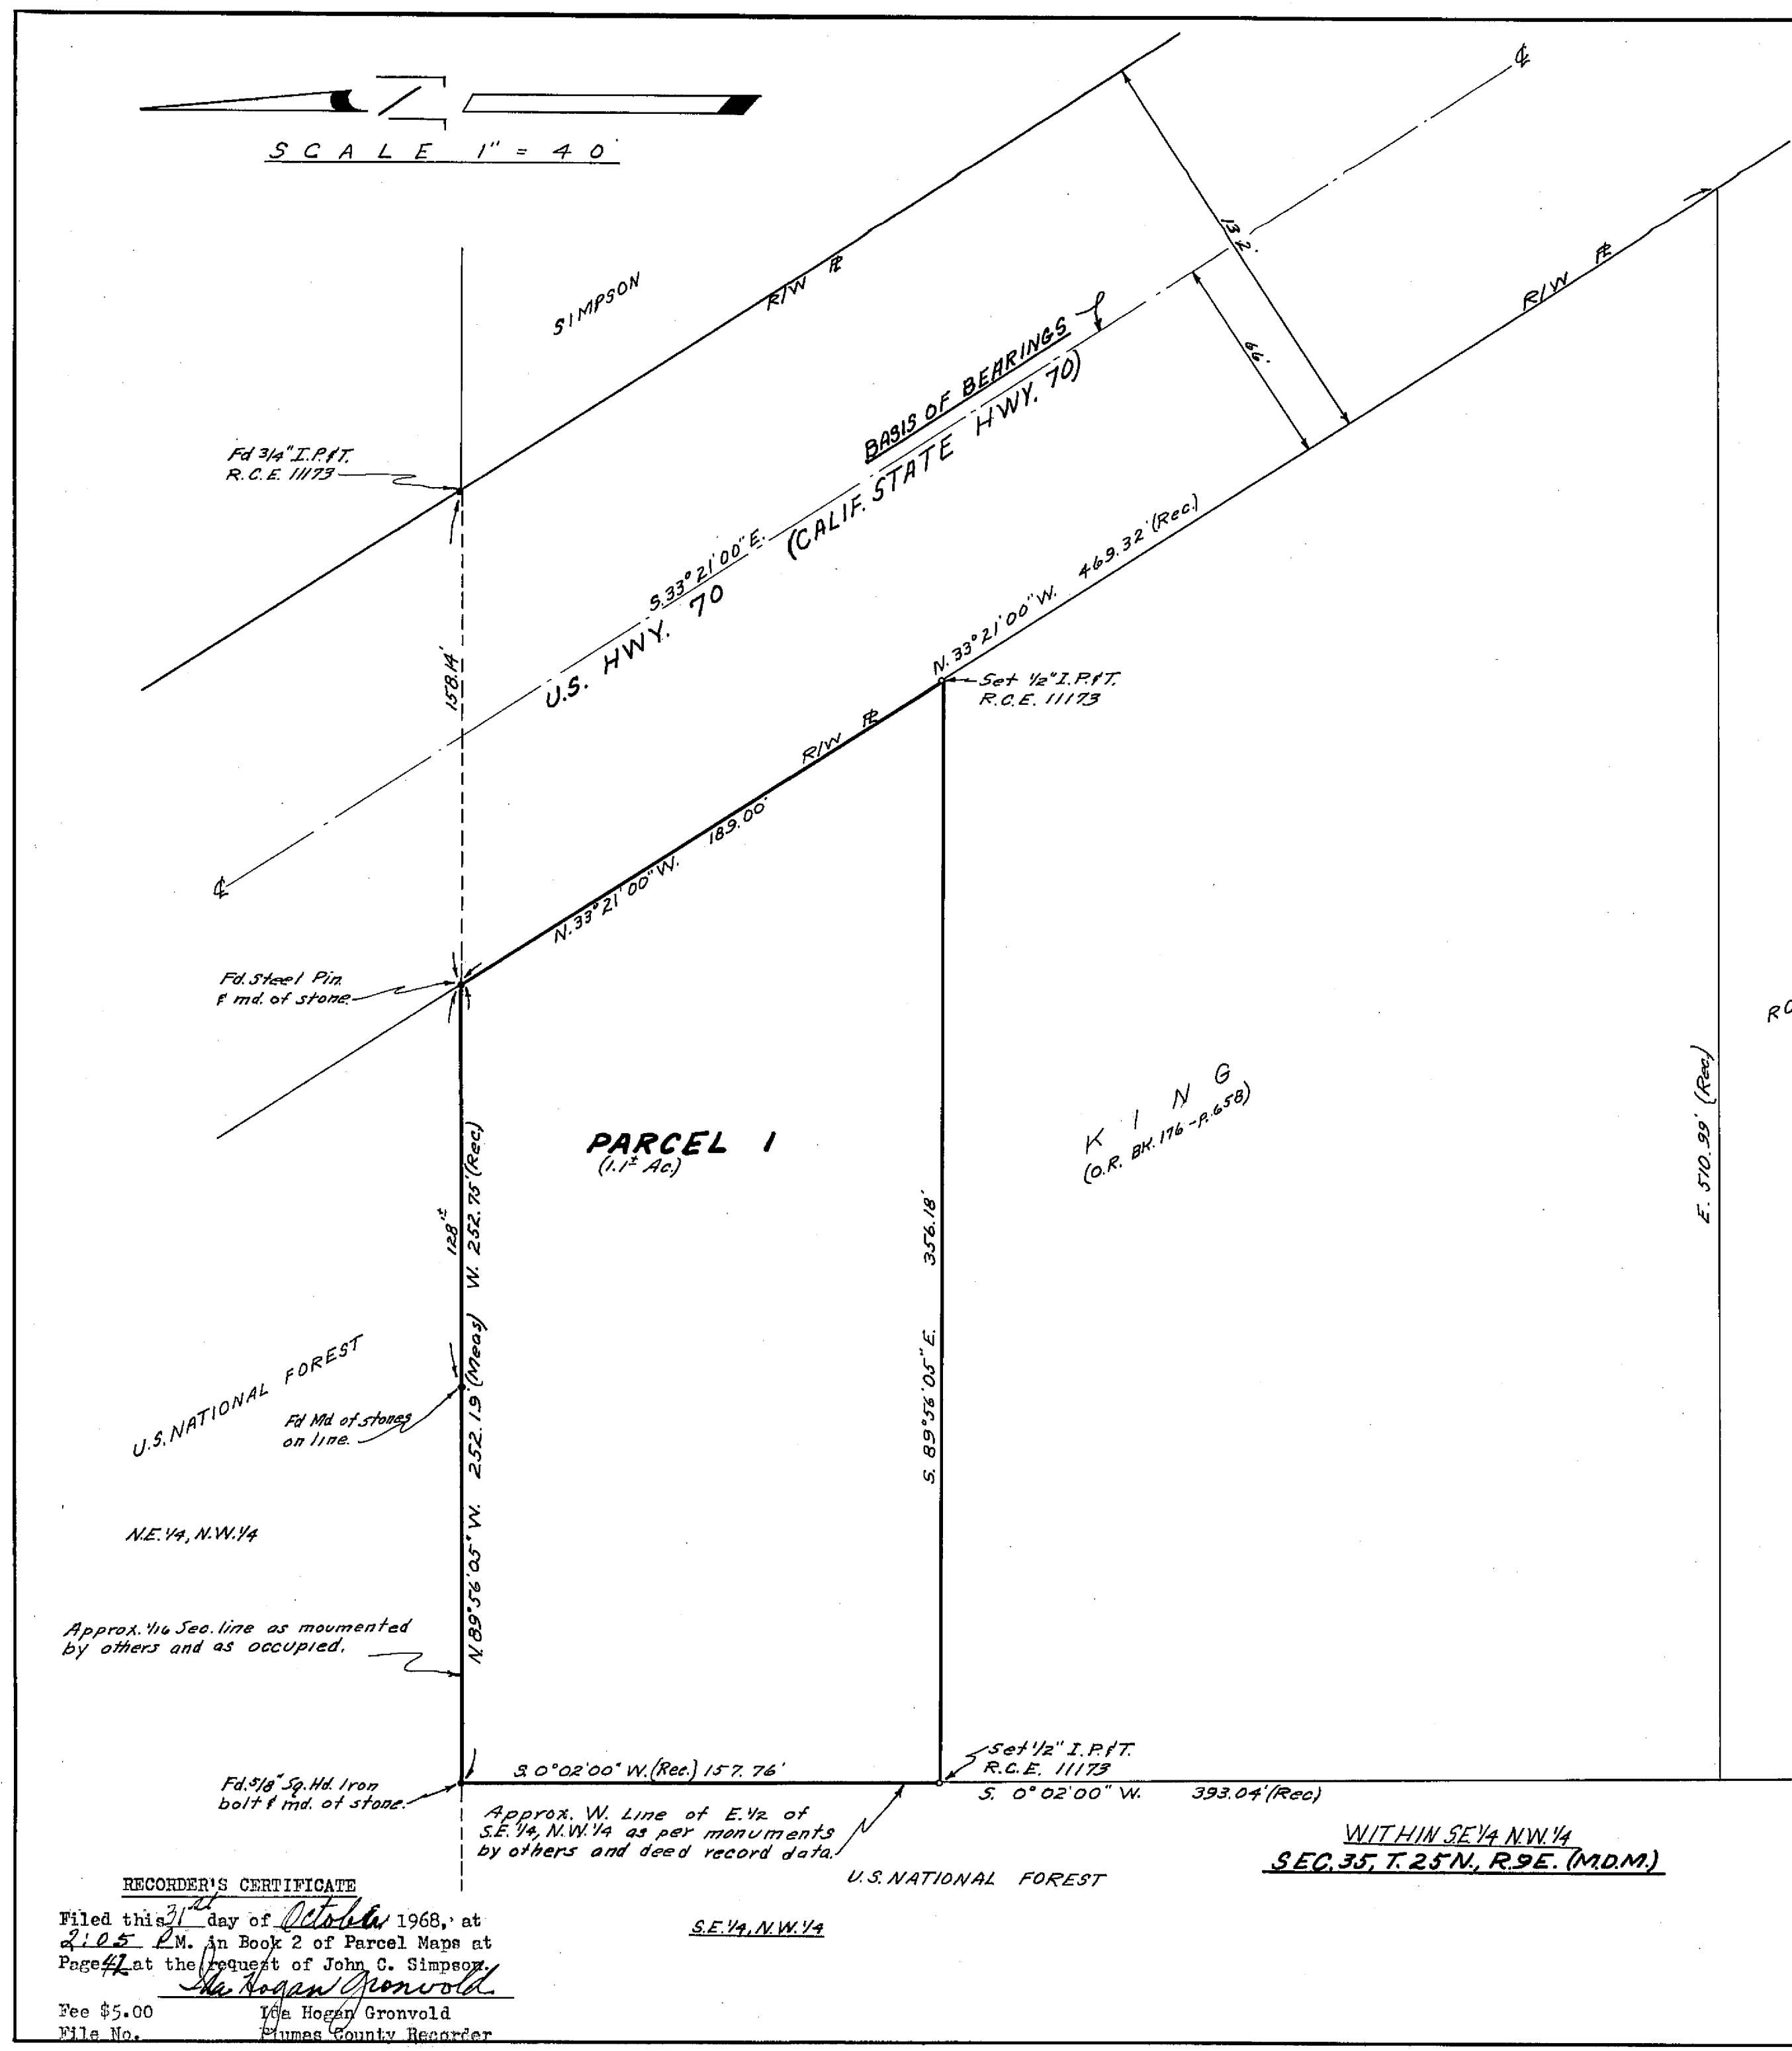 N
SCALE 1" = 40'
℄
132'
SIMPSON
R/W ⅊
R/W ⅊
66'
BASIS OF BEARINGS
(CALIF. STATE HWY. 70)
Fd 3/4" I.P.&T.
R.C.E. 11173
S.33°21'00"E.
U.S. HWY. 70
469.32'(Rec.)
N.33°21'00"W.
158.14'
Set 1/2" I.P.&T.
R.C.E. 11173
R/W ⅊
N.33°21'00"W. 189.00'
℄
Fd. Steel Pin
& md. of stone.
RO
KING
(O.R. BK. 176-P. 658)
E. 510.99' (Rec)
PARCEL 1
(1.1± Ac.)
128'±
N.89°56'05"W. 252.19'(Meas) W. 252.75'(Rec)
S. 89°56'05"E. 356.18'
U.S. NATIONAL FOREST
Fd Md of stones
on line.
N.E.1/4, N.W.1/4
Approx. 1/16 Sec. line as moumented
by others and as occupied.
Fd. 5/8" Sq. Hd. Iron
bolt & md. of stone.
S. 0°02'00" W.(Rec.) 157.76'
Set 1/2" I.P.&T.
R.C.E. 11173
S. 0°02'00" W. 393.04'(Rec)
Approx. W. Line of E.1/2 of
S.E.1/4, N.W.1/4 as per monuments
by others and deed record data.
U.S. NATIONAL FOREST
S.E.1/4, N.W.1/4
WITHIN S.E.1/4 N.W.1/4
SEC. 35, T. 25N., R. 9E. (M.D.M.)
RECORDER'S CERTIFICATE
Filed this 31st day of October 1968, at
2:05 PM. in Book 2 of Parcel Maps at
Page 42 at the request of John C. Simpson.
Ida Hogan Gronvold
Fee $5.00 Ida Hogan Gronvold
File No. Plumas County Recorder